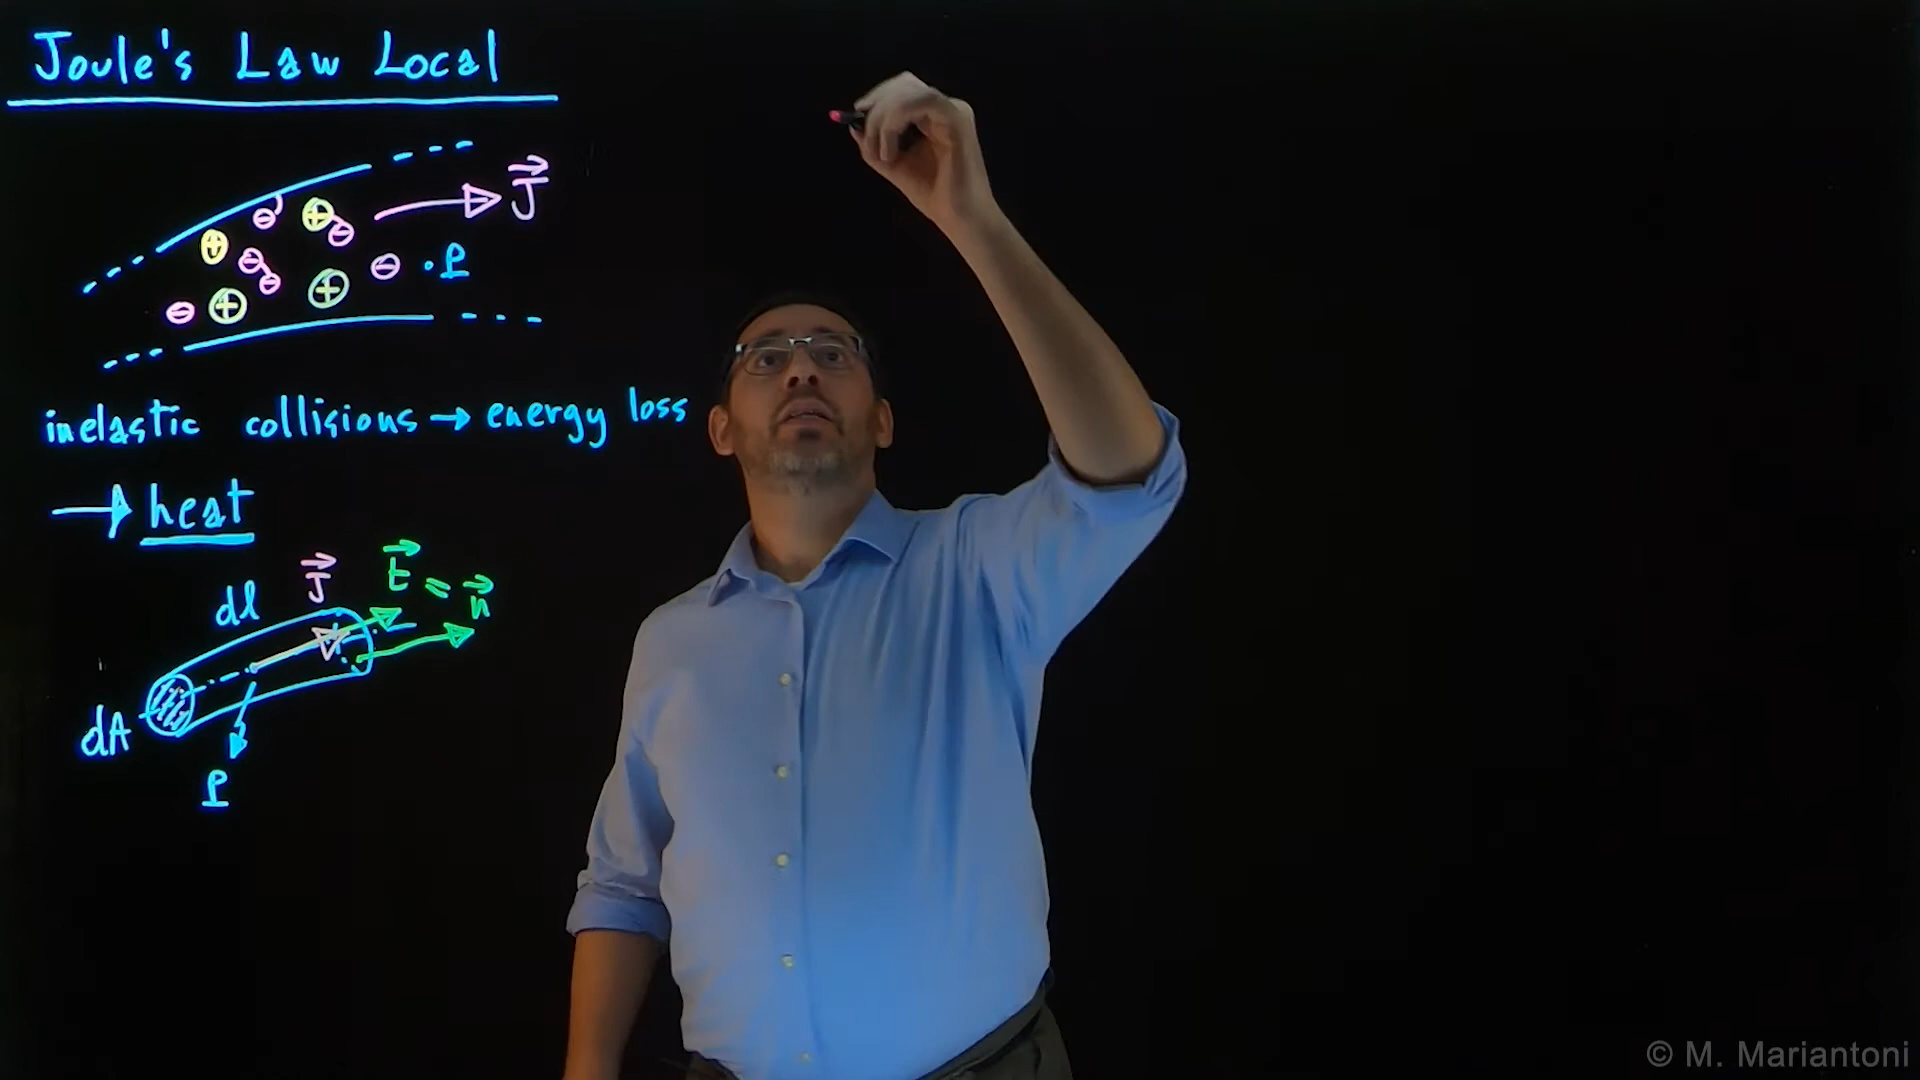 Joule's Law Local
J
P
inelastic collisions → energy loss
→ heat
dl J t = n
dA
P
© M. Mariantoni